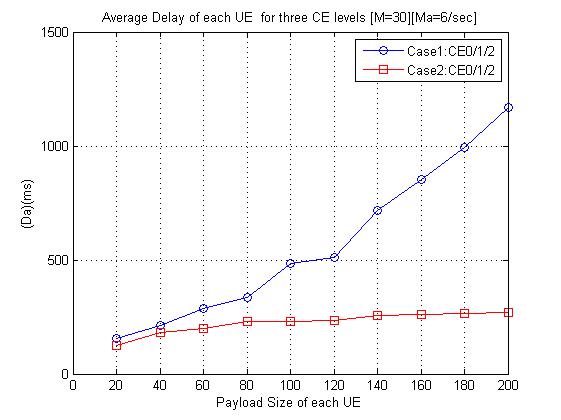 Average Delay of each UE for three CE levels [M=30][Ma=6/sec]
Case1:CE0/1/2
Case2:CE0/1/2
(Da)(ms)
1500
1000
500
0
0 20 40 60 80 100 120 140 160 180 200
Payload Size of each UE